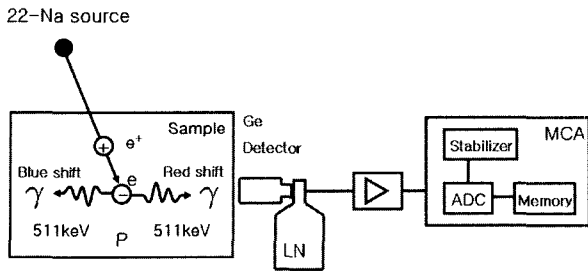 22-Na source
Sample
e+
Ge
Detector
MCA
Stabilizer
ADC
Memory
Blue shift
e
Red shift
γ
γ
511keV
P
511keV
LN